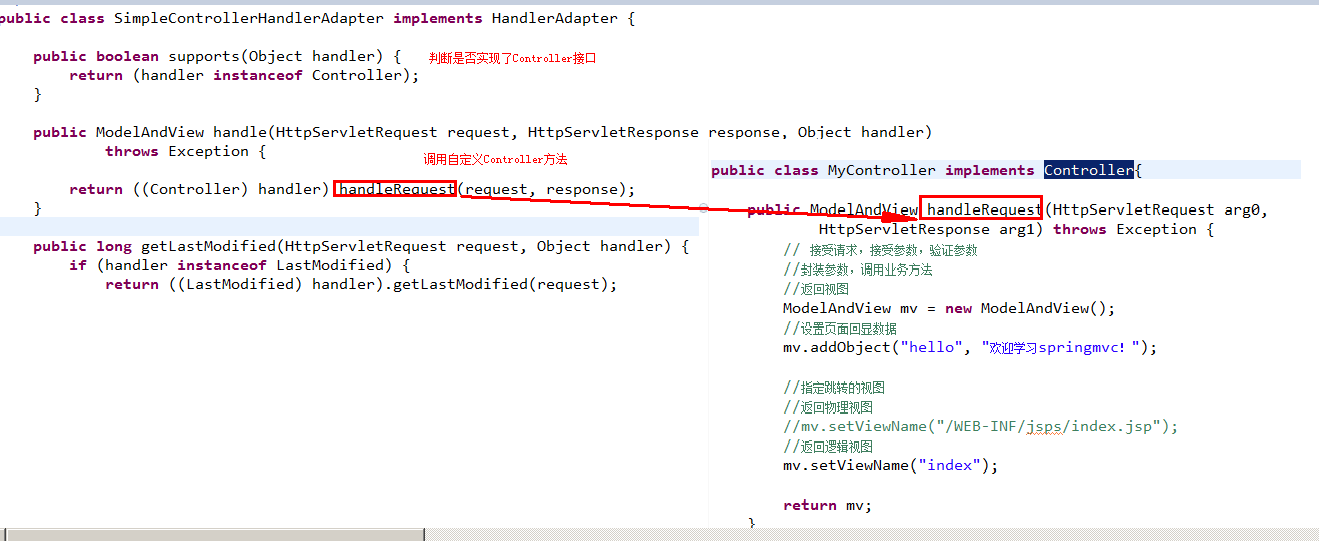 public class SimpleControllerHandlerAdapter implements HandlerAdapter {
public boolean supports(Object handler) {
判断是否实现了Controller接口
return (handler instanceof Controller);
}
public ModelAndView handle(HttpServletRequest request, HttpServletResponse response, Object handler)
throws Exception {
调用自定义Controller方法
return ((Controller) handler) handleRequest(request, response);
}
public long getLastModified(HttpServletRequest request, Object handler) {
if (handler instanceof LastModified) {
return ((LastModified) handler).getLastModified(request);
public class MyController implements Controller{
public ModelAndView handleRequest(HttpServletRequest arg0,
HttpServletResponse arg1) throws Exception {
// 接受请求，接受参数，验证参数
//封装参数，调用业务方法
//返回视图
ModelAndView mv = new ModelAndView();
//设置页面回显数据
mv.addObject("hello", "欢迎学习springmvc！");
//指定跳转的视图
//返回物理视图
//mv.setViewName("/WEB-INF/jsps/index.jsp");
//返回逻辑视图
mv.setViewName("index");
return mv;
}